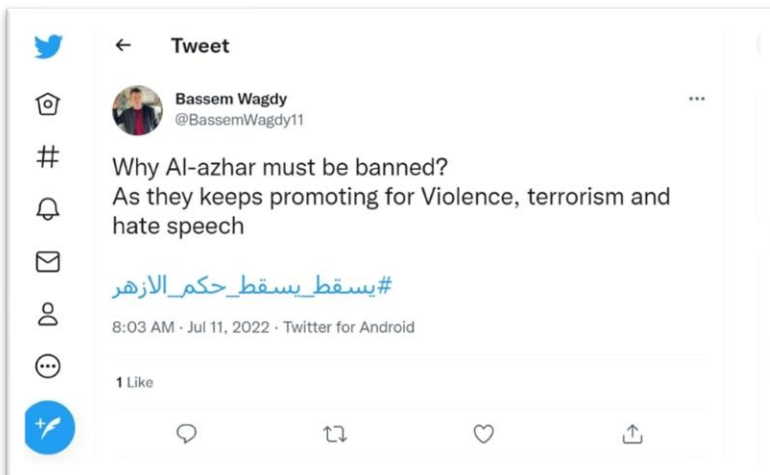 Tweet
Bassem Wagdy
@BassemWagdy11
Why Al-azhar must be banned?
As they keeps promoting for Violence, terrorism and
hate speech
#يسقط_يسقط_حكم_الازهر
8:03 AM · Jul 11, 2022 · Twitter for Android
1 Like